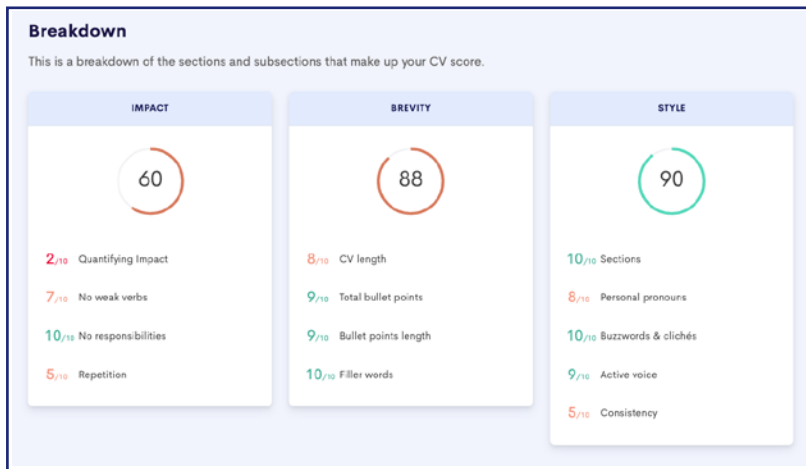 Breakdown
This is a breakdown of the sections and subsections that make up your CV score.
IMPACT
60
2/10 Quantifying Impact
7/10 No weak verbs
10/10 No responsibilities
5/10 Repetition
BREVITY
88
8/10 CV length
9/10 Total bullet points
9/10 Bullet points length
10/10 Filler words
STYLE
90
10/10 Sections
8/10 Personal pronouns
10/10 Buzzwords & clichés
9/10 Active voice
5/10 Consistency